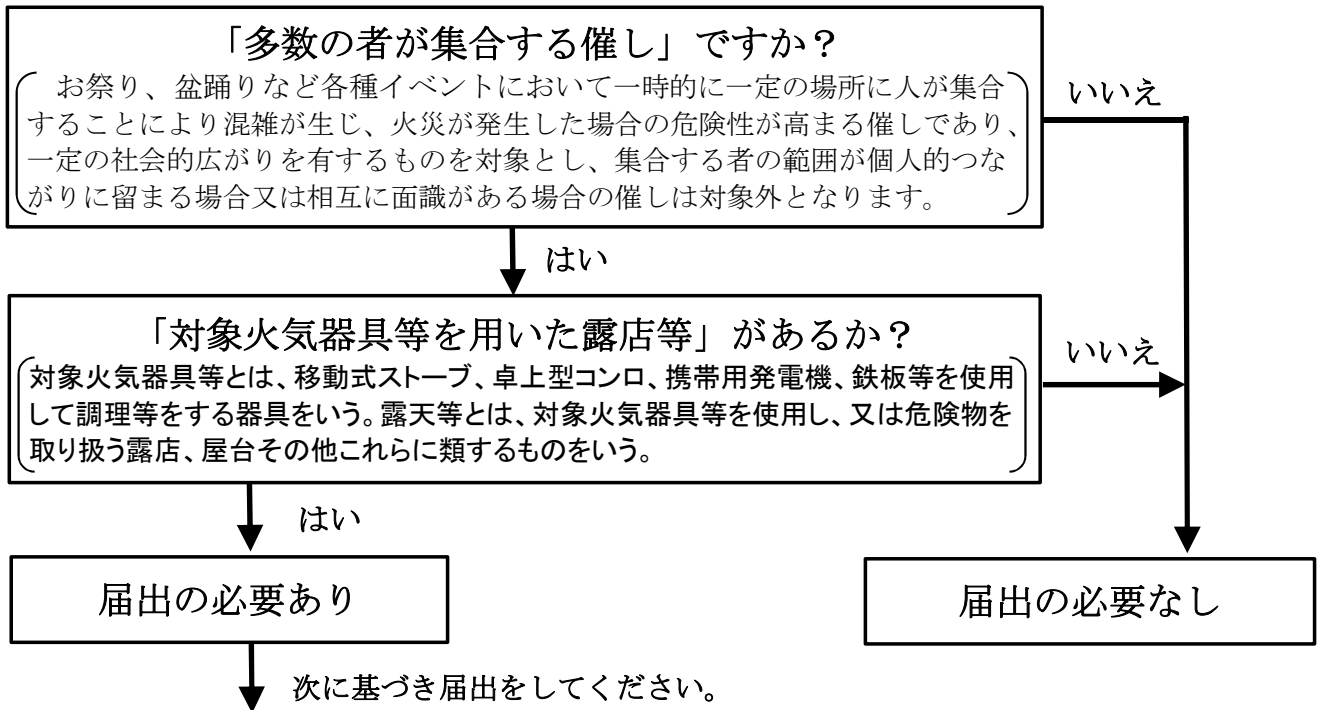 「多数の者が集合する催し」ですか？
お祭り、盆踊りなど各種イベントにおいて一時的に一定の場所に人が集合
することにより混雑が生じ、火災が発生した場合の危険性が高まる催しであり、
一定の社会的広がりを有するものを対象とし、集合する者の範囲が個人的つな
がりに留まる場合又は相互に面識がある場合の催しは対象外となります。
いいえ
はい
「対象火気器具等を用いた露店等」があるか？
対象火気器具等とは、移動式ストーブ、卓上型コンロ、携帯用発電機、鉄板等を使用
して調理等をする器具をいう。露天等とは、対象火気器具等を使用し、又は危険物を
取り扱う露店、屋台その他これらに類するものをいう。
いいえ
はい
届出の必要あり
届出の必要なし
次に基づき届出をしてください。